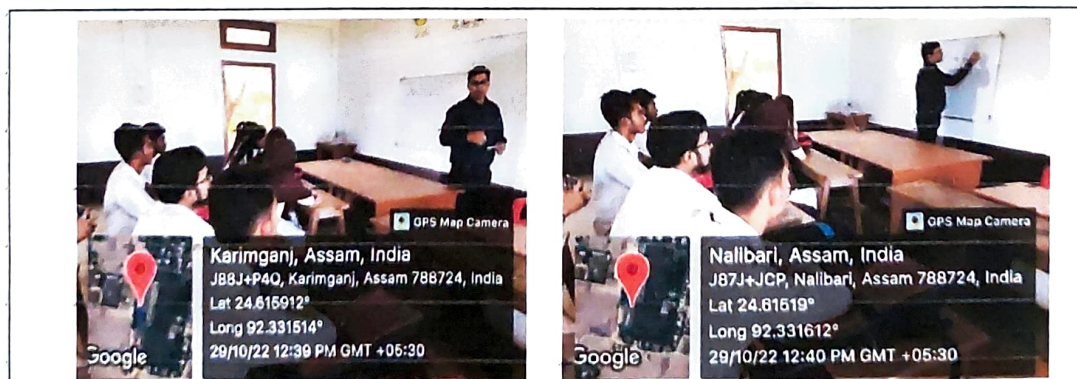 GPS Map Camera
Karimganj, Assam, India
J88J+P4Q, Karimganj, Assam 788724, India
Lat 24.615912°
Long 92.331514°
29/10/22 12:39 PM GMT +05:30
Google
GPS Map Camera
Nalibari, Assam, India
J87J+JCP, Nalibari, Assam 788724, India
Lat 24.61519°
Long 92.331612°
29/10/22 12:40 PM GMT +05:30
Google